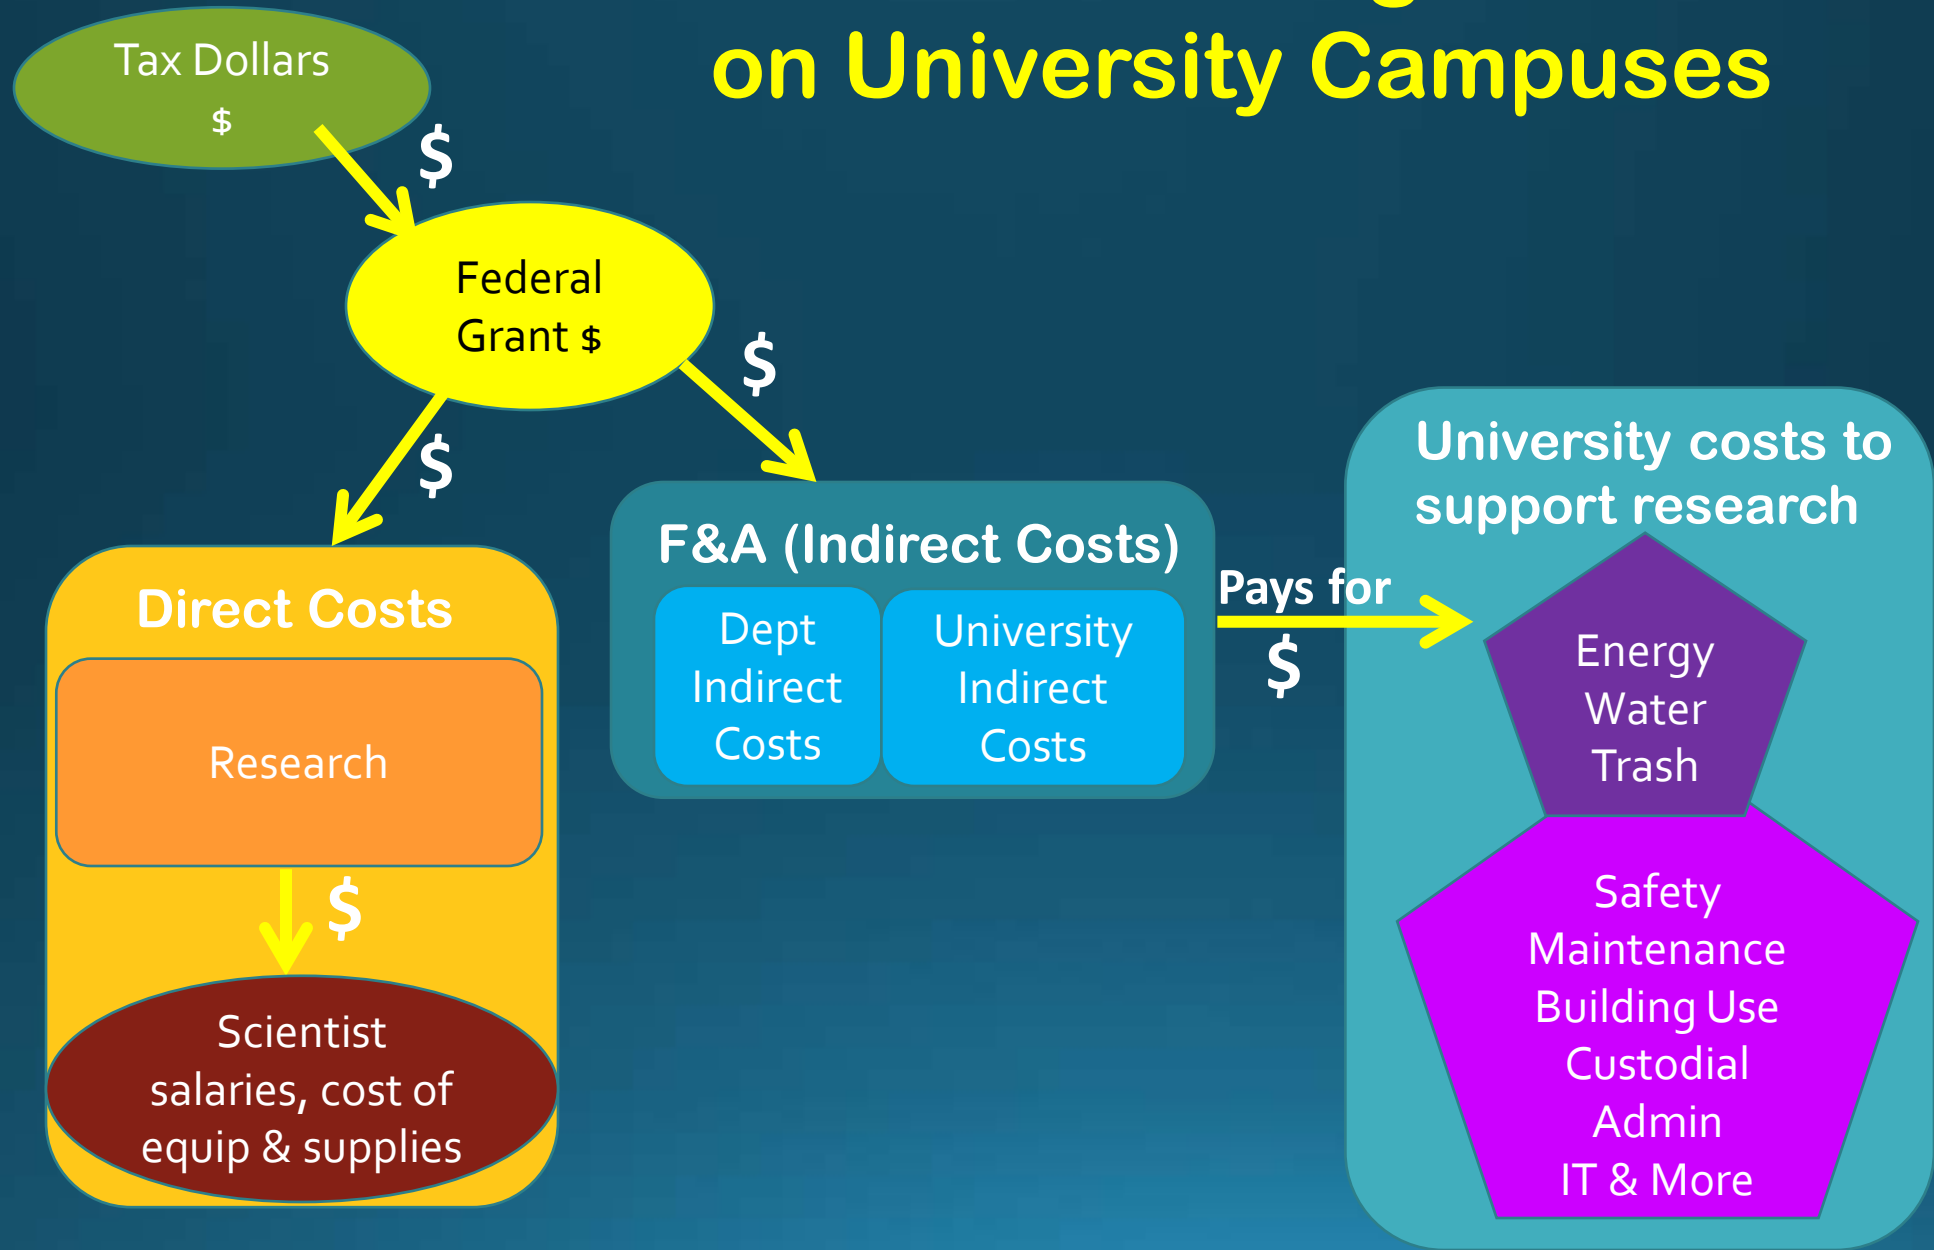 on University Campuses
Tax Dollars
$
$
Federal
Grant $
$
$
Direct Costs
Research
$
Scientist
salaries, cost of
equip & supplies
F&A (Indirect Costs)
Dept
Indirect
Costs
University
Indirect
Costs
Pays for
$
University costs to
support research
Energy
Water
Trash
Safety
Maintenance
Building Use
Custodial
Admin
IT & More